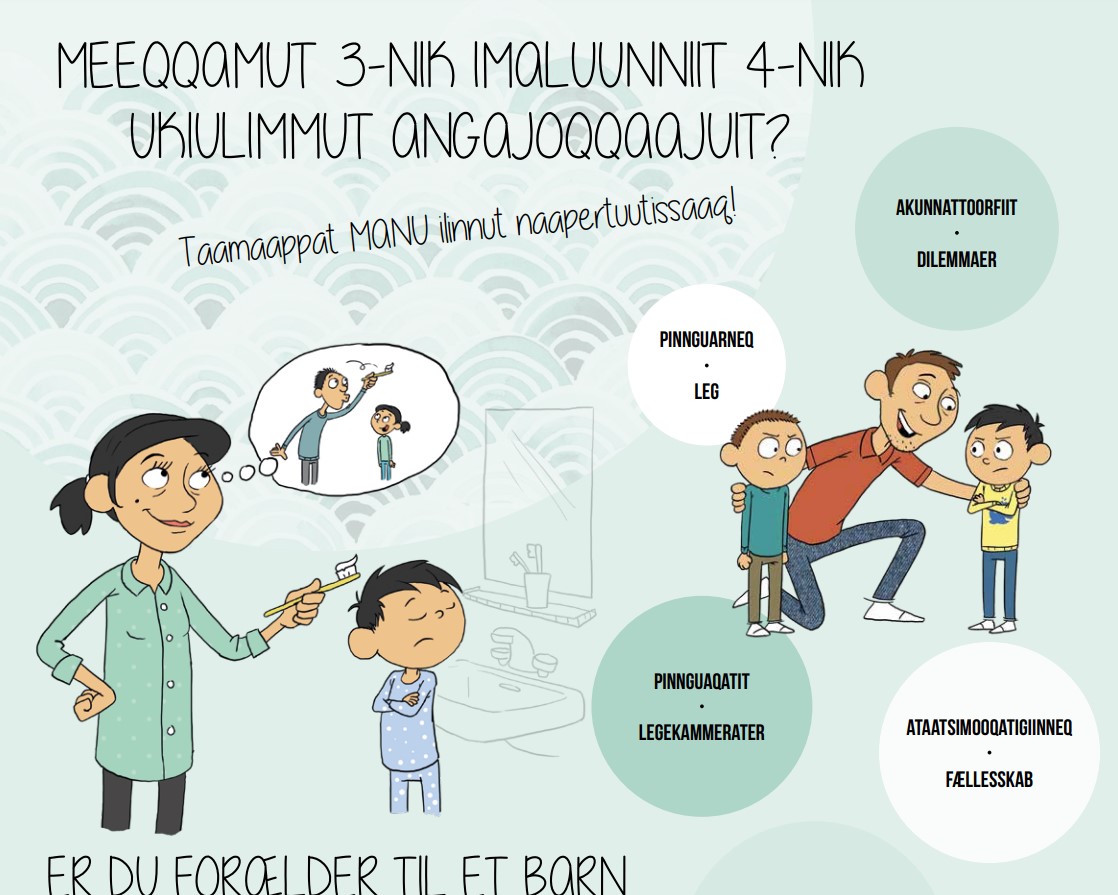 MEEQQAMUT 3-NIK IMALUUNNIIT 4-NIK
UKIULIMMUT ANGAJOQQAAJUIT?
Taamaappat MANU ilinnut naapertuutissaaq!
AKUNNATTOORFIIT
•
DILEMMAER
PINNGUARNEQ
•
LEG
PINNGUAQATIT
•
LEGEKAMMERATER
ATAATSIMOOQATIGIINNEQ
•
FÆLLESSKAB
ER DU FORÆLDER TIL ET BARN